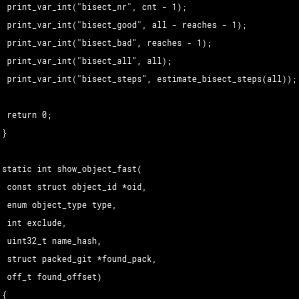 print_var_int("bisect_nr", cnt - 1);
print_var_int("bisect_good", all - reaches - 1);
print_var_int("bisect_bad", reaches - 1);
print_var_int("bisect_all", all);
print_var_int("bisect_steps", estimate_bisect_steps(all));
return 0;
}
static int show_object_fast(
const struct object_id *oid,
enum object_type type,
int exclude,
uint32_t name_hash,
struct packed_git *found_pack,
off_t found_offset)
{